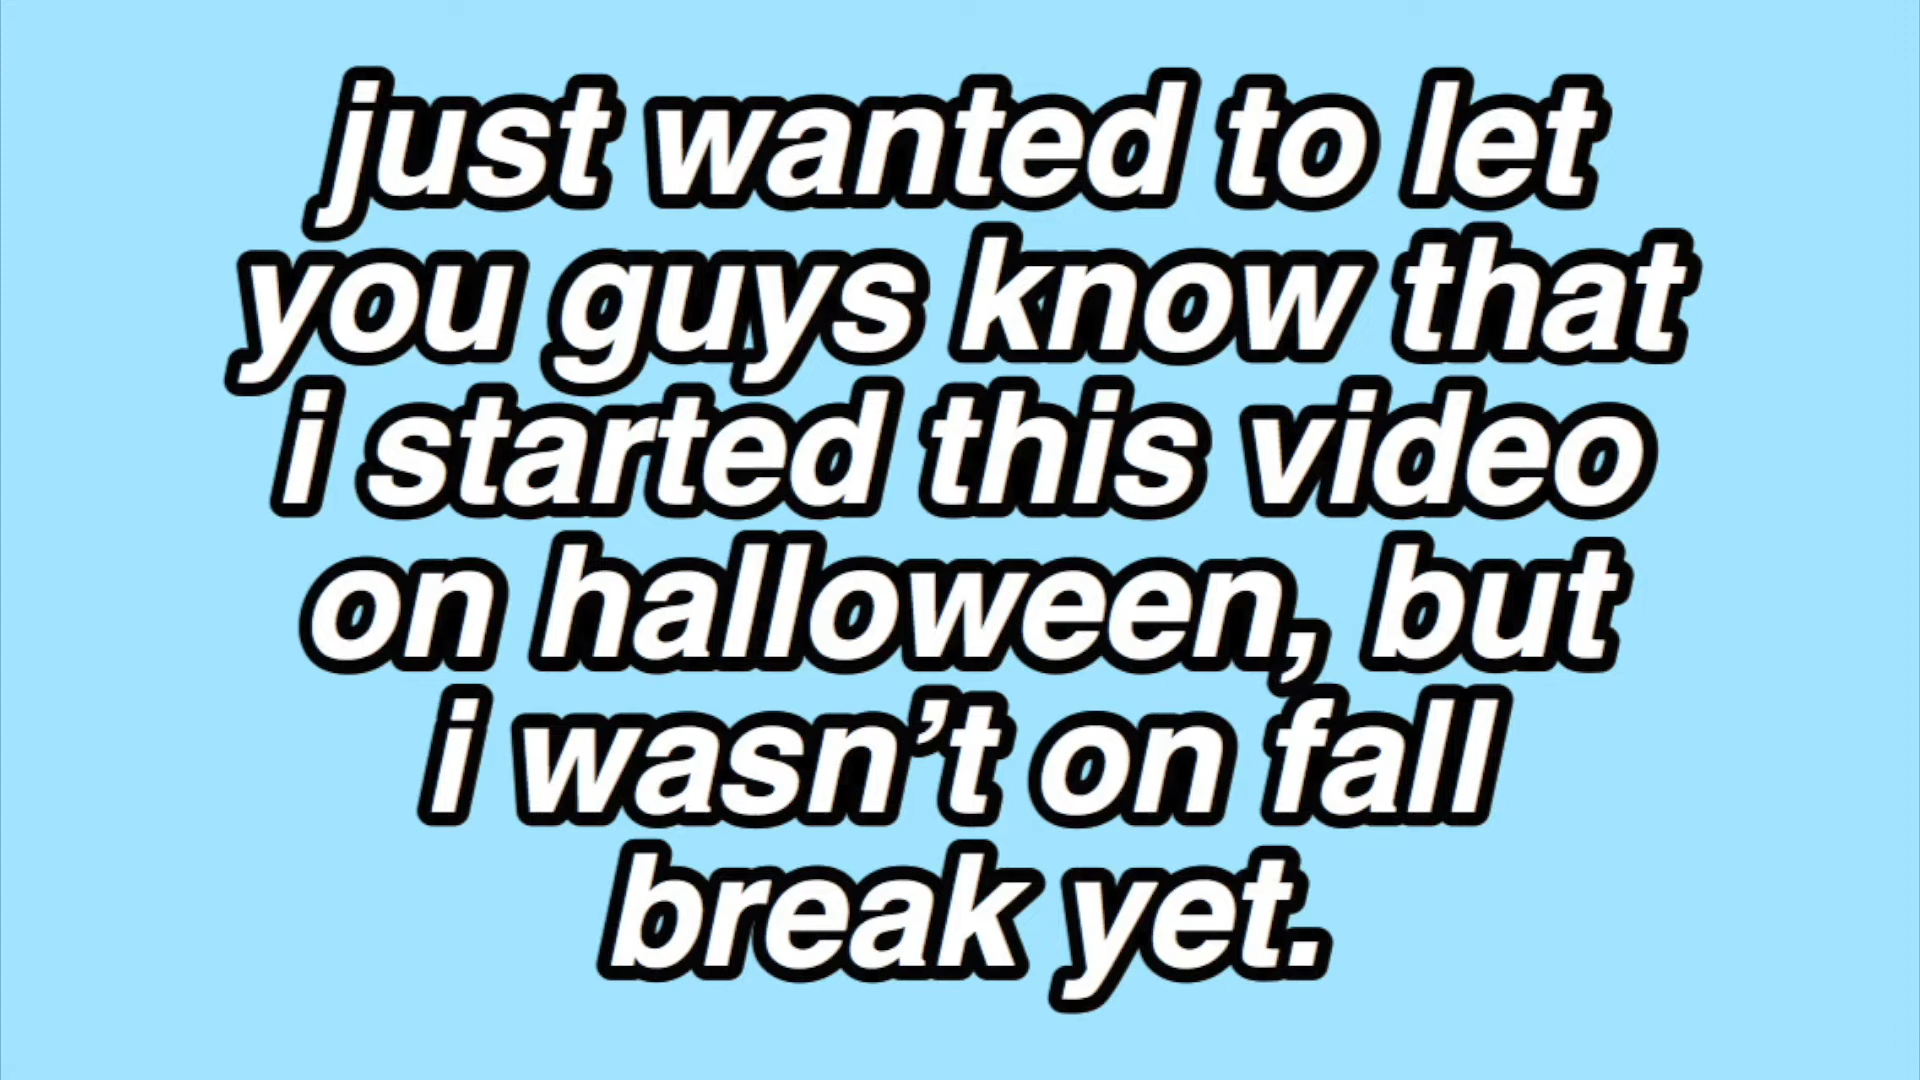 just wanted to let
you guys know that
i started this video
on halloween, but
i wasn’t on fall
break yet.